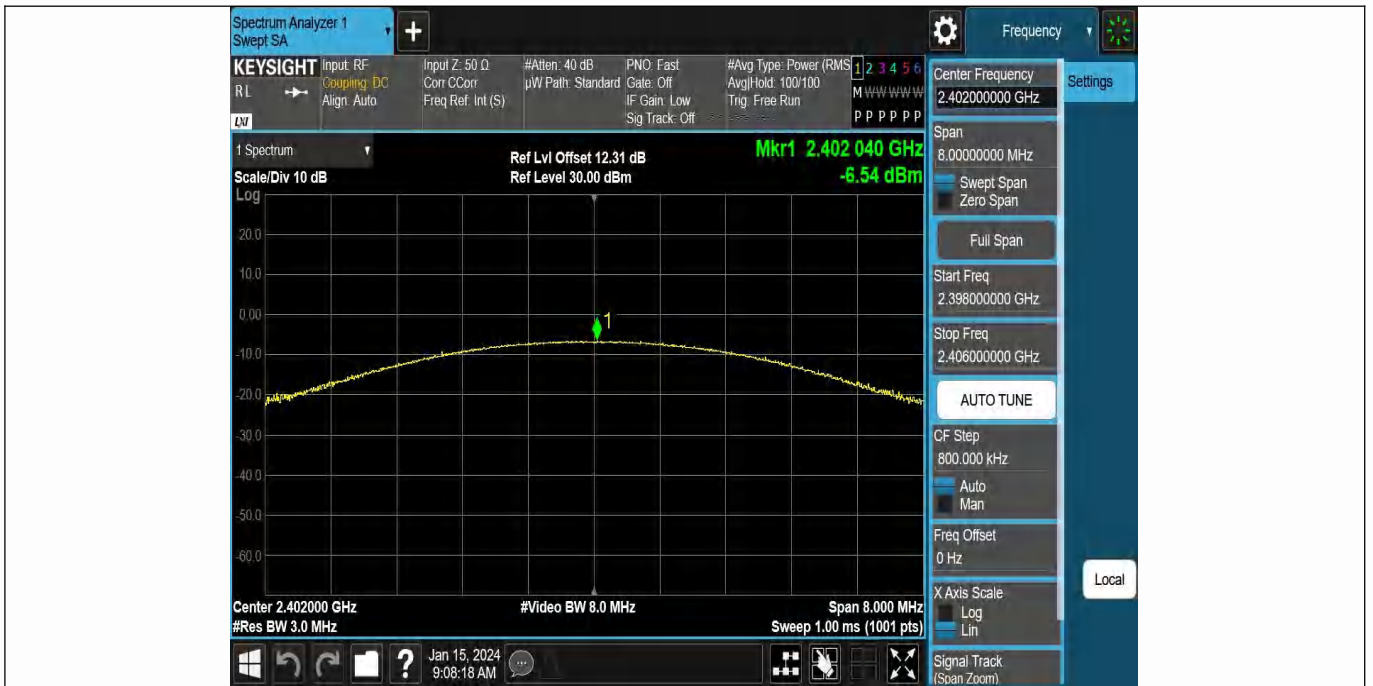 Spectrum Analyzer 1
Swept SA
+
Frequency
KEYSIGHT
RL
LXI
Input: RF
Coupling: DC
Align: Auto
Input Z: 50 Ω
Corr CCorr
Freq Ref: Int (S)
#Atten: 40 dB
µW Path: Standard
PNO: Fast
Gate: Off
IF Gain: Low
Sig Track: Off
#Avg Type: Power (RMS
Avg|Hold: 100/100
Trig: Free Run
1 2 3 4 5 6
M W W W W W
P P P P P P
1 Spectrum
Scale/Div 10 dB
Ref Lvl Offset 12.31 dB
Ref Level 30.00 dBm
Mkr1 2.402 040 GHz
-6.54 dBm
Log
20.0
10.0
0.00
-10.0
-20.0
-30.0
-40.0
-50.0
-60.0
1
Center 2.402000 GHz
#Res BW 3.0 MHz
#Video BW 8.0 MHz
Span 8.000 MHz
Sweep 1.00 ms (1001 pts)
Center Frequency
2.402000000 GHz
Settings
Span
8.00000000 MHz
Swept Span
Zero Span
Full Span
Start Freq
2.398000000 GHz
Stop Freq
2.406000000 GHz
AUTO TUNE
CF Step
800.000 kHz
Auto
Man
Freq Offset
0 Hz
X Axis Scale
Log
Lin
Signal Track
(Span Zoom)
Local
?
Jan 15, 2024
9:08:18 AM